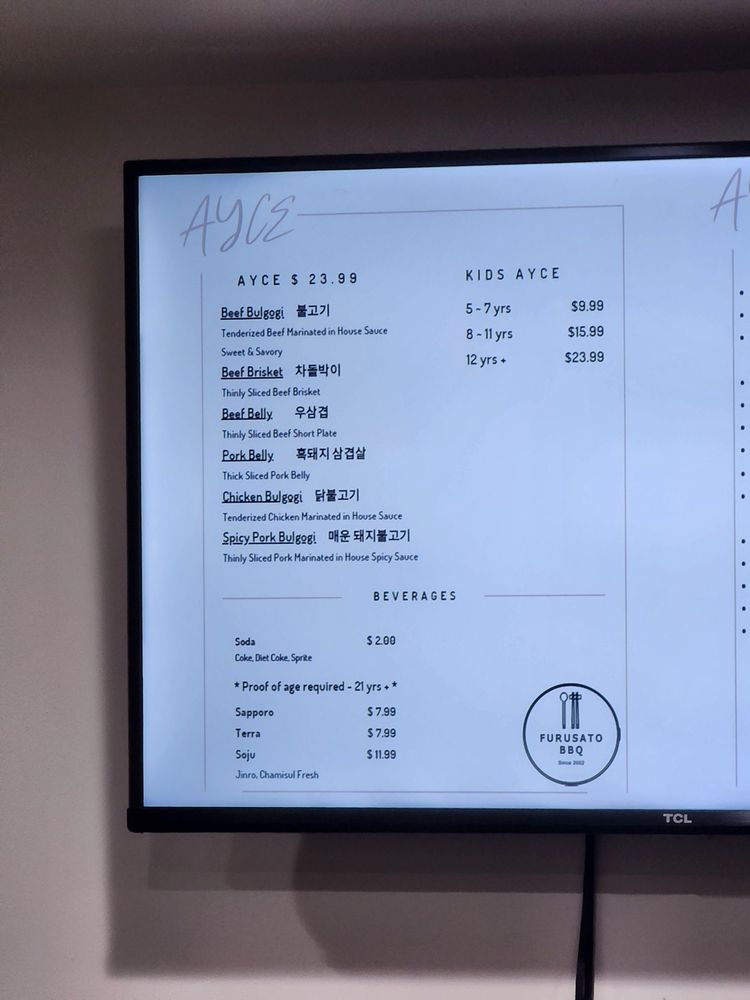 AYCE
AYCE $ 23.99
Beef Bulgogi 불고기
Tenderized Beef Marinated in House Sauce
Sweet & Savory
Beef Brisket 차돌박이
Thinly Sliced Beef Brisket
Beef Belly 우삼겹
Thinly Sliced Beef Short Plate
Pork Belly 흑돼지 삼겹살
Thick Sliced Pork Belly
Chicken Bulgogi 닭불고기
Tenderized Chicken Marinated in House Sauce
Spicy Pork Bulgogi 매운 돼지불고기
Thinly Sliced Pork Marinated in House Spicy Sauce
KIDS AYCE
5 ~ 7 yrs $9.99
8 ~ 11 yrs $15.99
12 yrs + $23.99
BEVERAGES
Soda $ 2.00
Coke, Diet Coke, Sprite
* Proof of age required - 21 yrs + *
Sapporo $ 7.99
Terra $ 7.99
Soju $ 11.99
Jinro, Chamisul Fresh
FURUSATO
BBQ
Since 2002
A
TCL